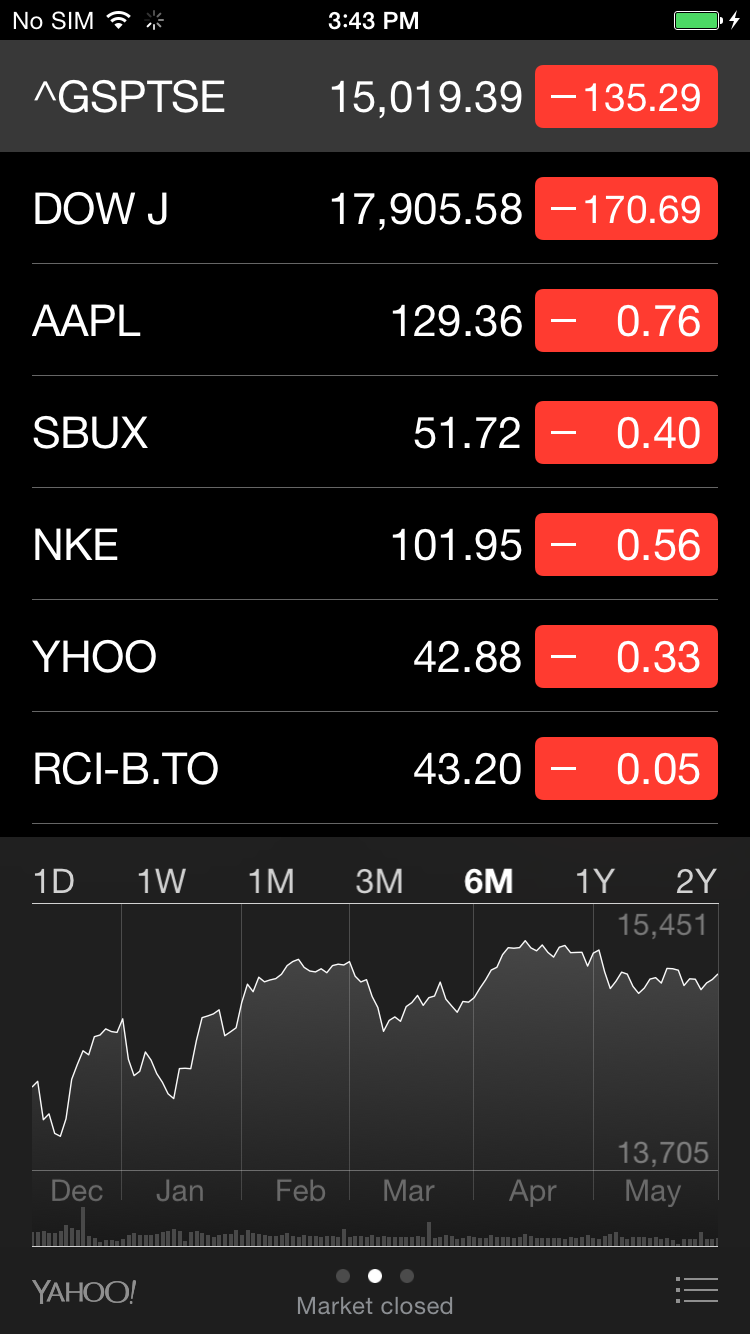 No SIM 3:43 PM
^GSPTSE 15,019.39 −135.29
DOW J 17,905.58 −170.69
AAPL 129.36 − 0.76
SBUX 51.72 − 0.40
NKE 101.95 − 0.56
YHOO 42.88 − 0.33
RCI-B.TO 43.20 − 0.05
1D 1W 1M 3M 6M 1Y 2Y
15,451
13,705
Dec Jan Feb Mar Apr May
YAHOO!
Market closed